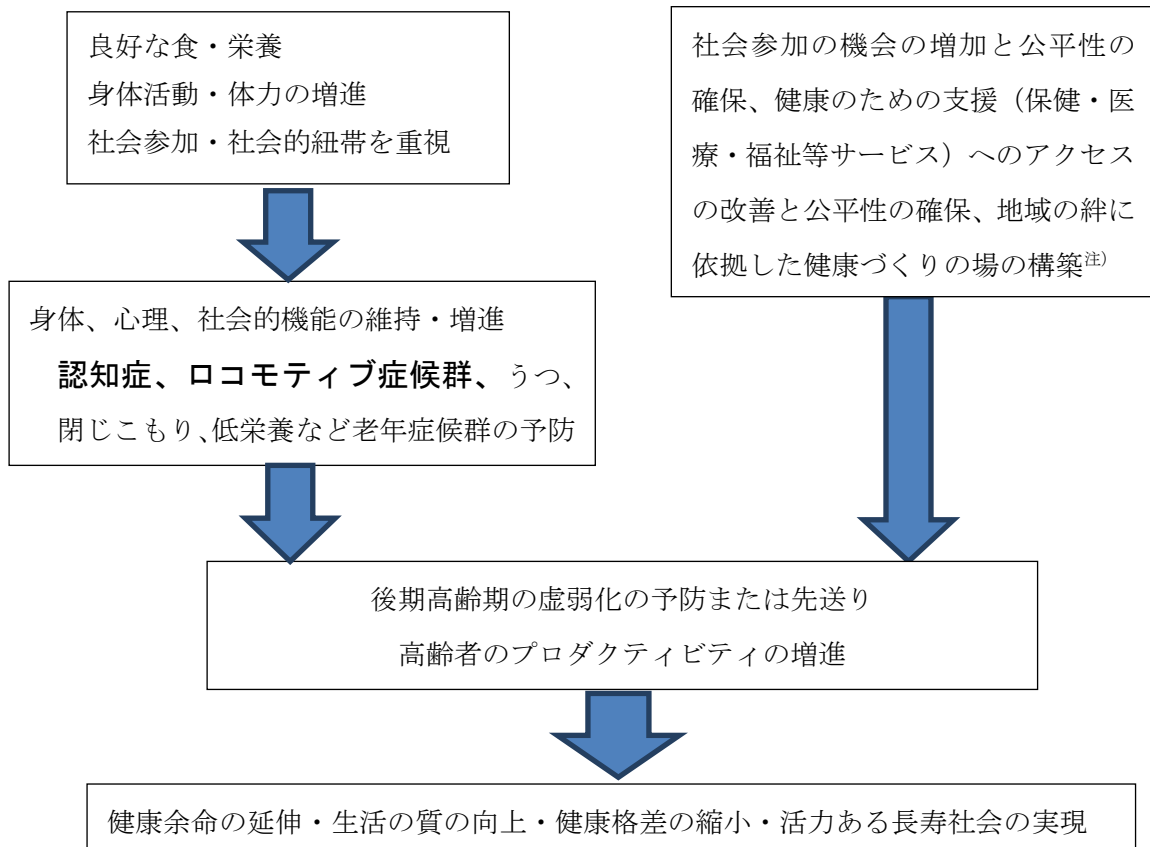 良好な食・栄養
身体活動・体力の増進
社会参加・社会的紐帯を重視
社会参加の機会の増加と公平性の
確保、健康のための支援（保健・医
療・福祉等サービス）へのアクセス
の改善と公平性の確保、地域の絆に
依拠した健康づくりの場の構築注)
身体、心理、社会的機能の維持・増進
認知症、ロコモティブ症候群、うつ、
閉じこもり、低栄養など老年症候群の予防
後期高齢期の虚弱化の予防または先送り
高齢者のプロダクティビティの増進
健康余命の延伸・生活の質の向上・健康格差の縮小・活力ある長寿社会の実現